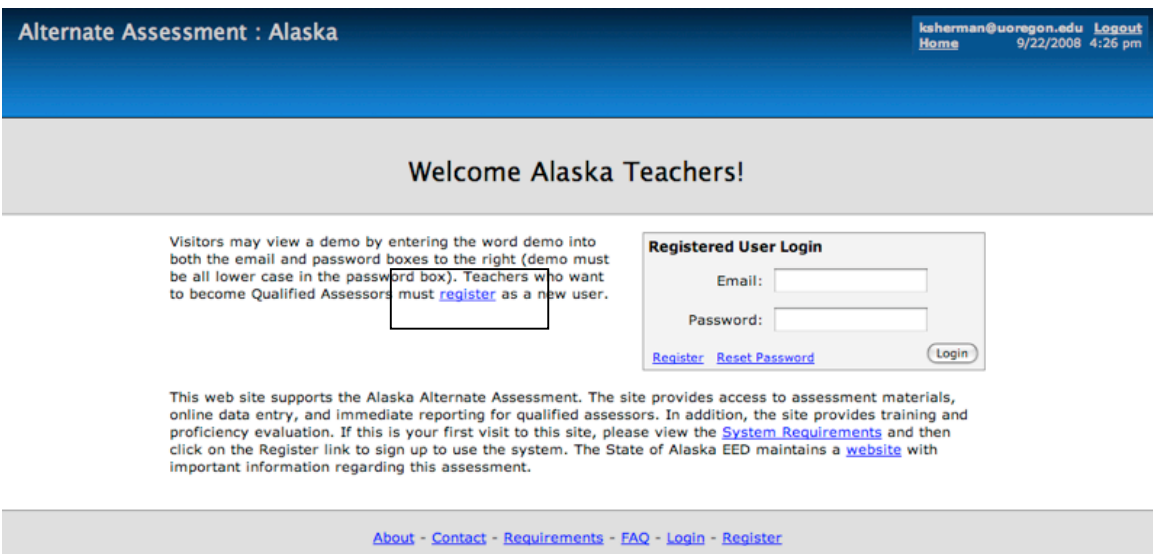 Alternate Assessment : Alaska
ksherman@uoregon.edu Logout
Home 9/22/2008 4:26 pm
Welcome Alaska Teachers!
Visitors may view a demo by entering the word demo into
both the email and password boxes to the right (demo must
be all lower case in the password box). Teachers who want
to become Qualified Assessors must register as a new user.
Registered User Login
Email:
Password:
Register Reset Password Login
This web site supports the Alaska Alternate Assessment. The site provides access to assessment materials,
online data entry, and immediate reporting for qualified assessors. In addition, the site provides training and
proficiency evaluation. If this is your first visit to this site, please view the System Requirements and then
click on the Register link to sign up to use the system. The State of Alaska EED maintains a website with
important information regarding this assessment.
About - Contact - Requirements - FAQ - Login - Register